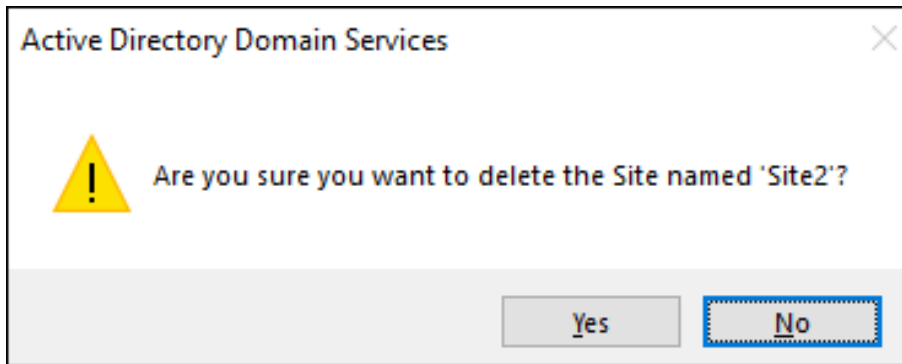 Active Directory Domain Services
Are you sure you want to delete the Site named 'Site2'?
Yes
No